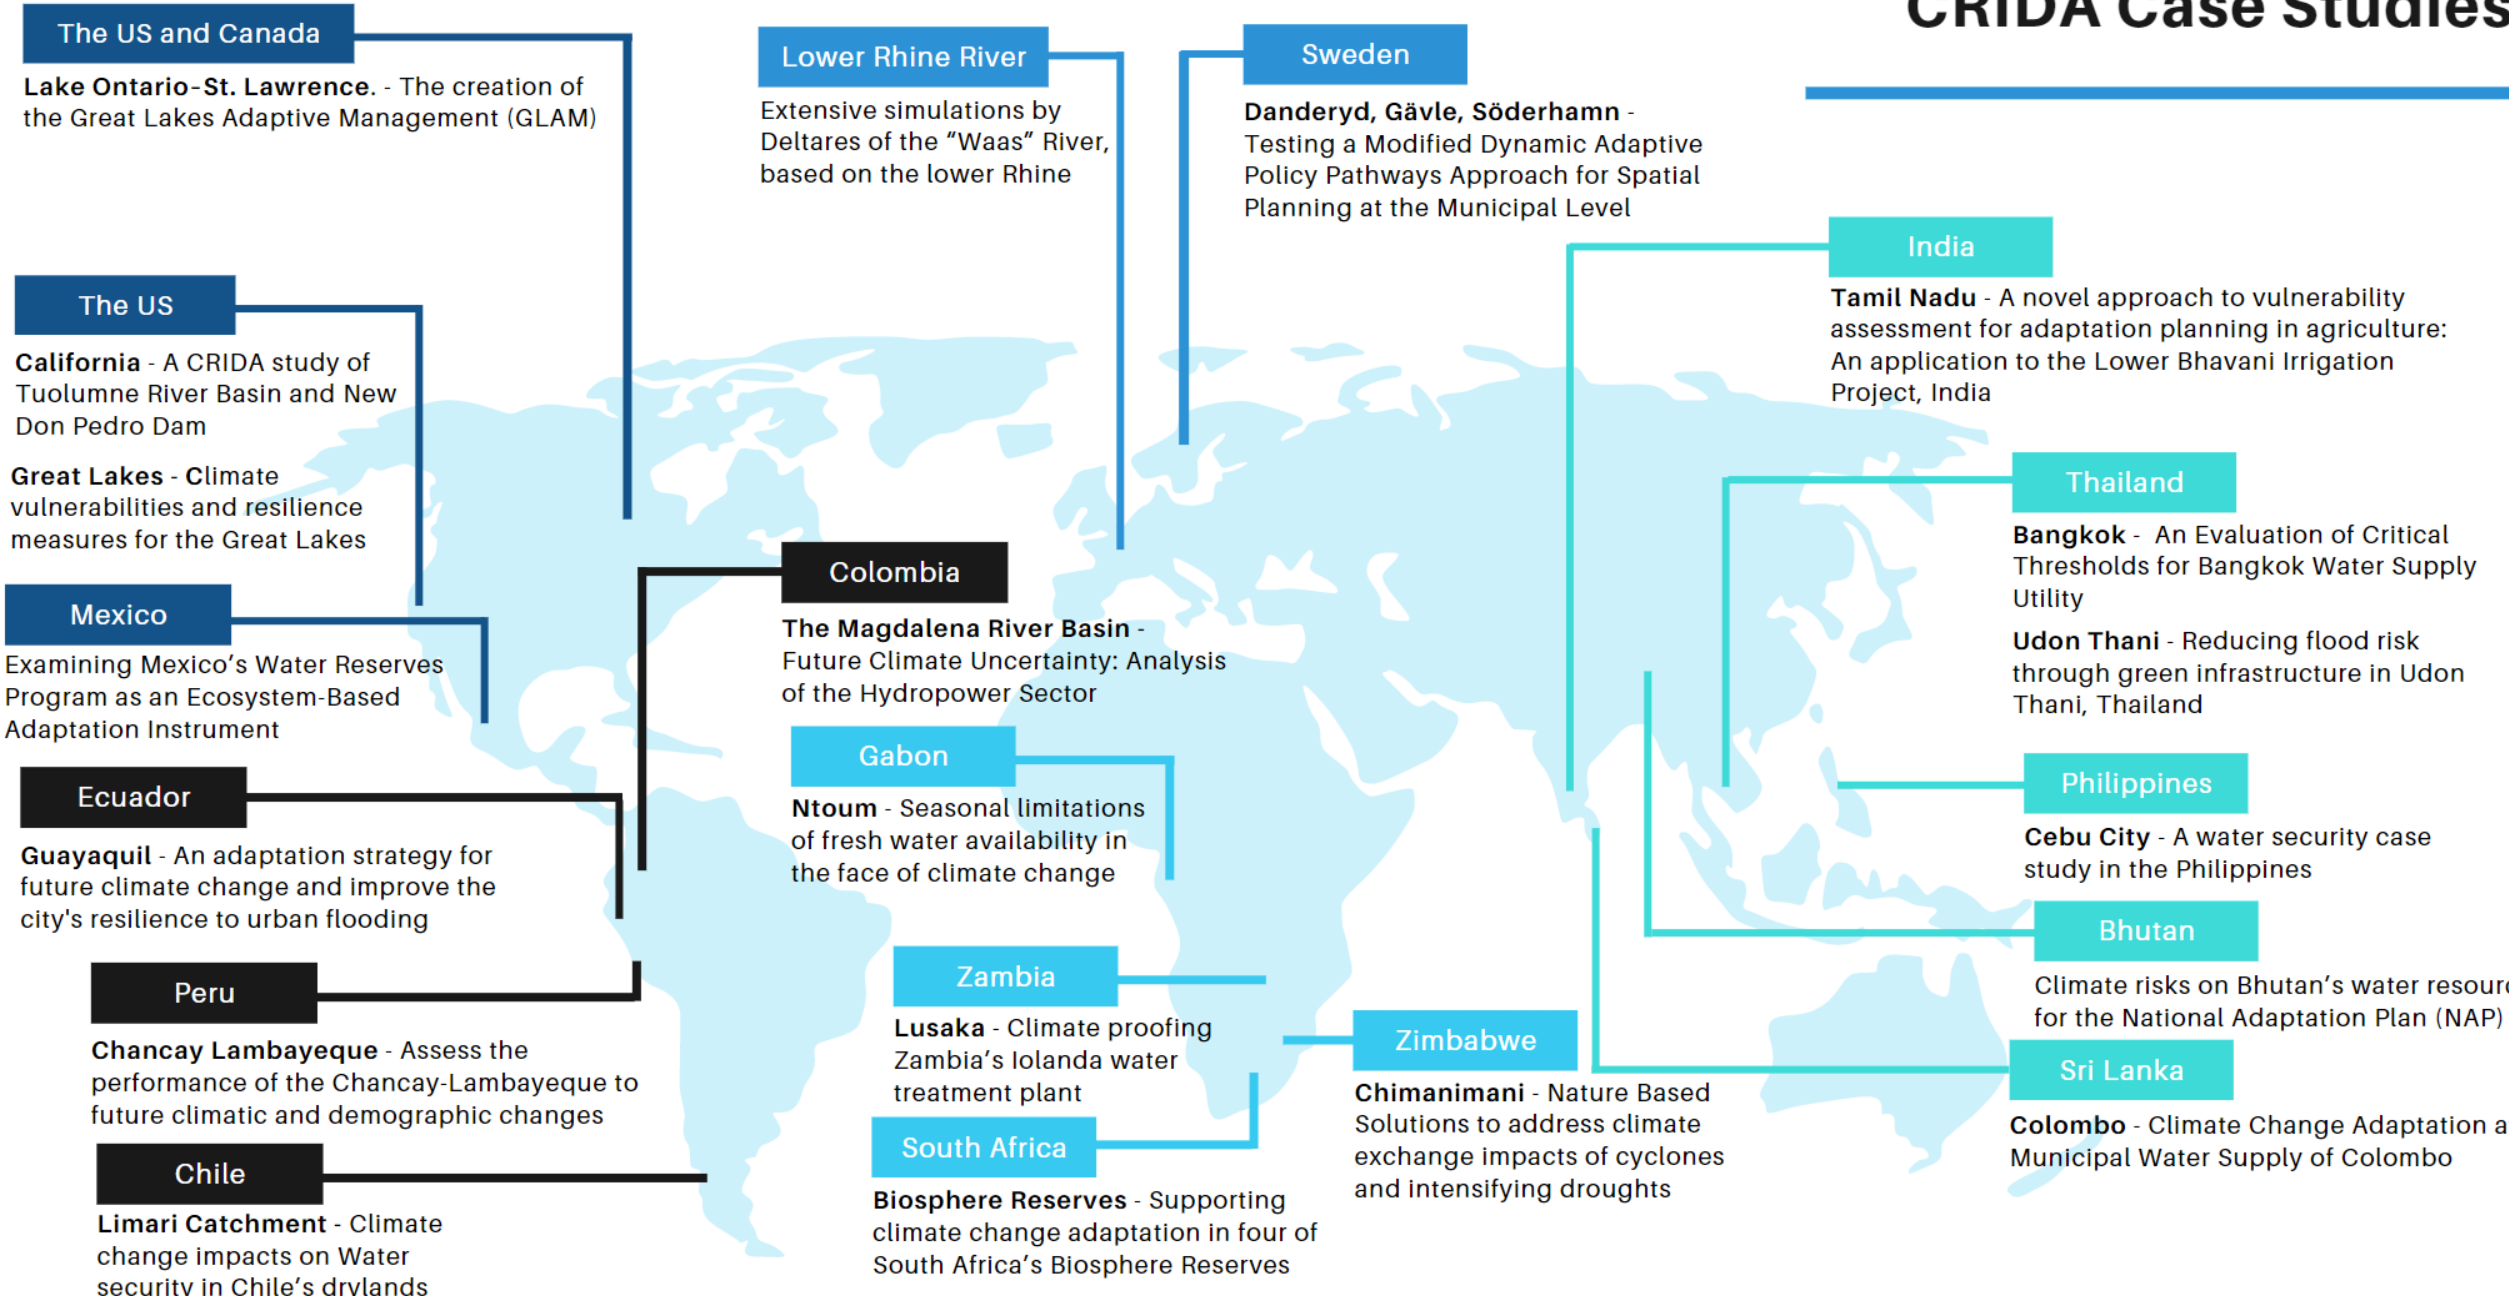 CRIDA Case Studies
The US and Canada
Lake Ontario-St. Lawrence. - The creation of
the Great Lakes Adaptive Management (GLAM)
Lower Rhine River
Extensive simulations by
Deltares of the “Waas” River,
based on the lower Rhine
Sweden
Danderyd, Gävle, Söderhamn -
Testing a Modified Dynamic Adaptive
Policy Pathways Approach for Spatial
Planning at the Municipal Level
The US
California - A CRIDA study of
Tuolumne River Basin and New
Don Pedro Dam
Great Lakes - Climate
vulnerabilities and resilience
measures for the Great Lakes
India
Tamil Nadu - A novel approach to vulnerability
assessment for adaptation planning in agriculture:
An application to the Lower Bhavani Irrigation
Project, India
Thailand
Bangkok - An Evaluation of Critical
Thresholds for Bangkok Water Supply
Utility
Udon Thani - Reducing flood risk
through green infrastructure in Udon
Thani, Thailand
Mexico
Examining Mexico’s Water Reserves
Program as an Ecosystem-Based
Adaptation Instrument
Colombia
The Magdalena River Basin -
Future Climate Uncertainty: Analysis
of the Hydropower Sector
Gabon
Ntoum - Seasonal limitations
of fresh water availability in
the face of climate change
Philippines
Cebu City - A water security case
study in the Philippines
Ecuador
Guayaquil - An adaptation strategy for
future climate change and improve the
city's resilience to urban flooding
Bhutan
Climate risks on Bhutan’s water
for the National Adaptation Plan (NAP)
Peru
Chancay Lambayeque - Assess the
performance of the Chancay-Lambayeque to
future climatic and demographic changes
Zambia
Lusaka - Climate proofing
Zambia’s Iolanda water
treatment plant
Zimbabwe
Chimanimani - Nature Based
Solutions to address climate
exchange impacts of cyclones
and intensifying droughts
Sri Lanka
Colombo - Climate Change Adaptation
Municipal Water Supply of Colombo
South Africa
Biosphere Reserves - Supporting
climate change adaptation in four of
South Africa’s Biosphere Reserves
Chile
Limari Catchment - Climate
change impacts on Water
security in Chile’s drylands